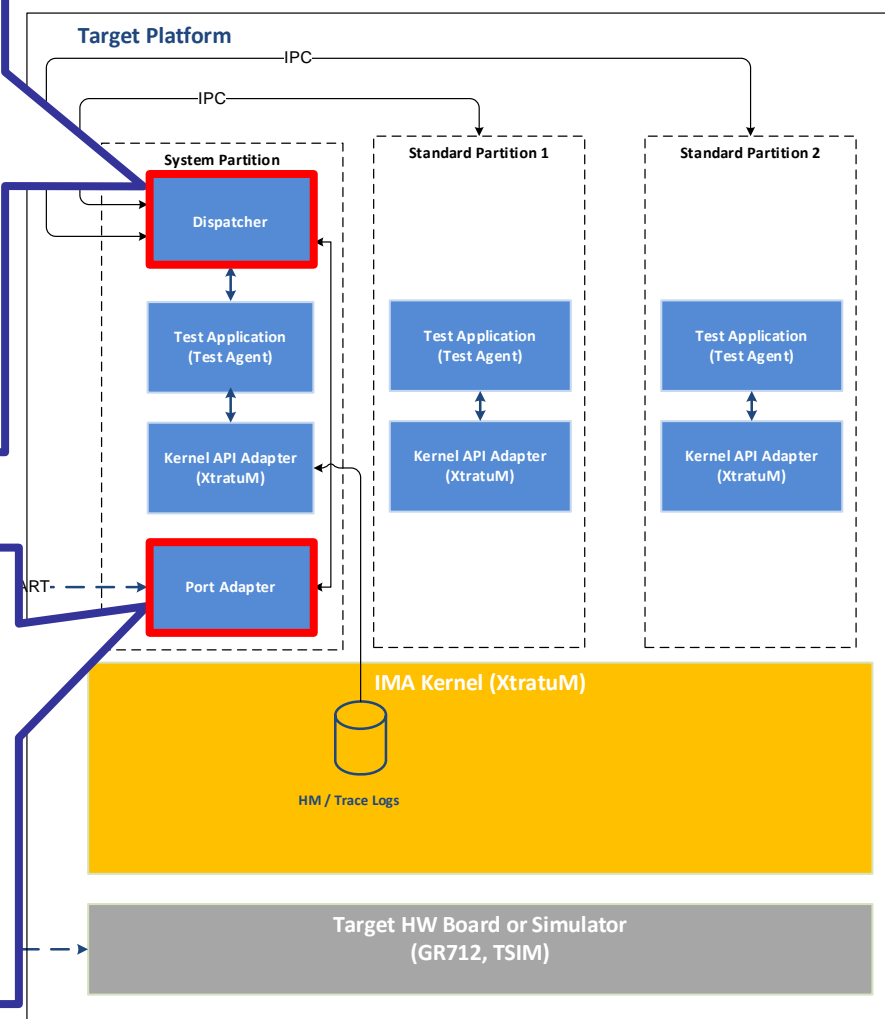 Target Platform
IPC
IPC
System Partition
Standard Partition 1
Standard Partition 2
Dispatcher
Test Application
(Test Agent)
Test Application
(Test Agent)
Test Application
(Test Agent)
Kernel API Adapter
(XtratuM)
Kernel API Adapter
(XtratuM)
Kernel API Adapter
(XtratuM)
ART
Port Adapter
IMA Kernel (XtratuM)
HM / Trace Logs
Target HW Board or Simulator
(GR712, TSIM)